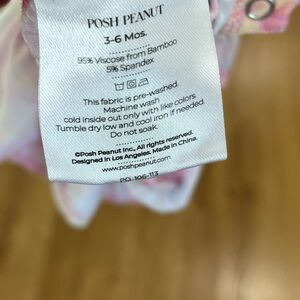 POSH PEANUT
3-6 Mos.
95% Viscose from Bamboo
5% Spandex
This fabric is pre-washed.
Machine wash
cold inside out only with like colors.
Tumble dry low and cool iron if needed.
Do not soak.
©Posh Peanut Inc., All rights reserved.
Designed in Los Angeles. Made in China.
www.poshpeanut.com
PO 106-113